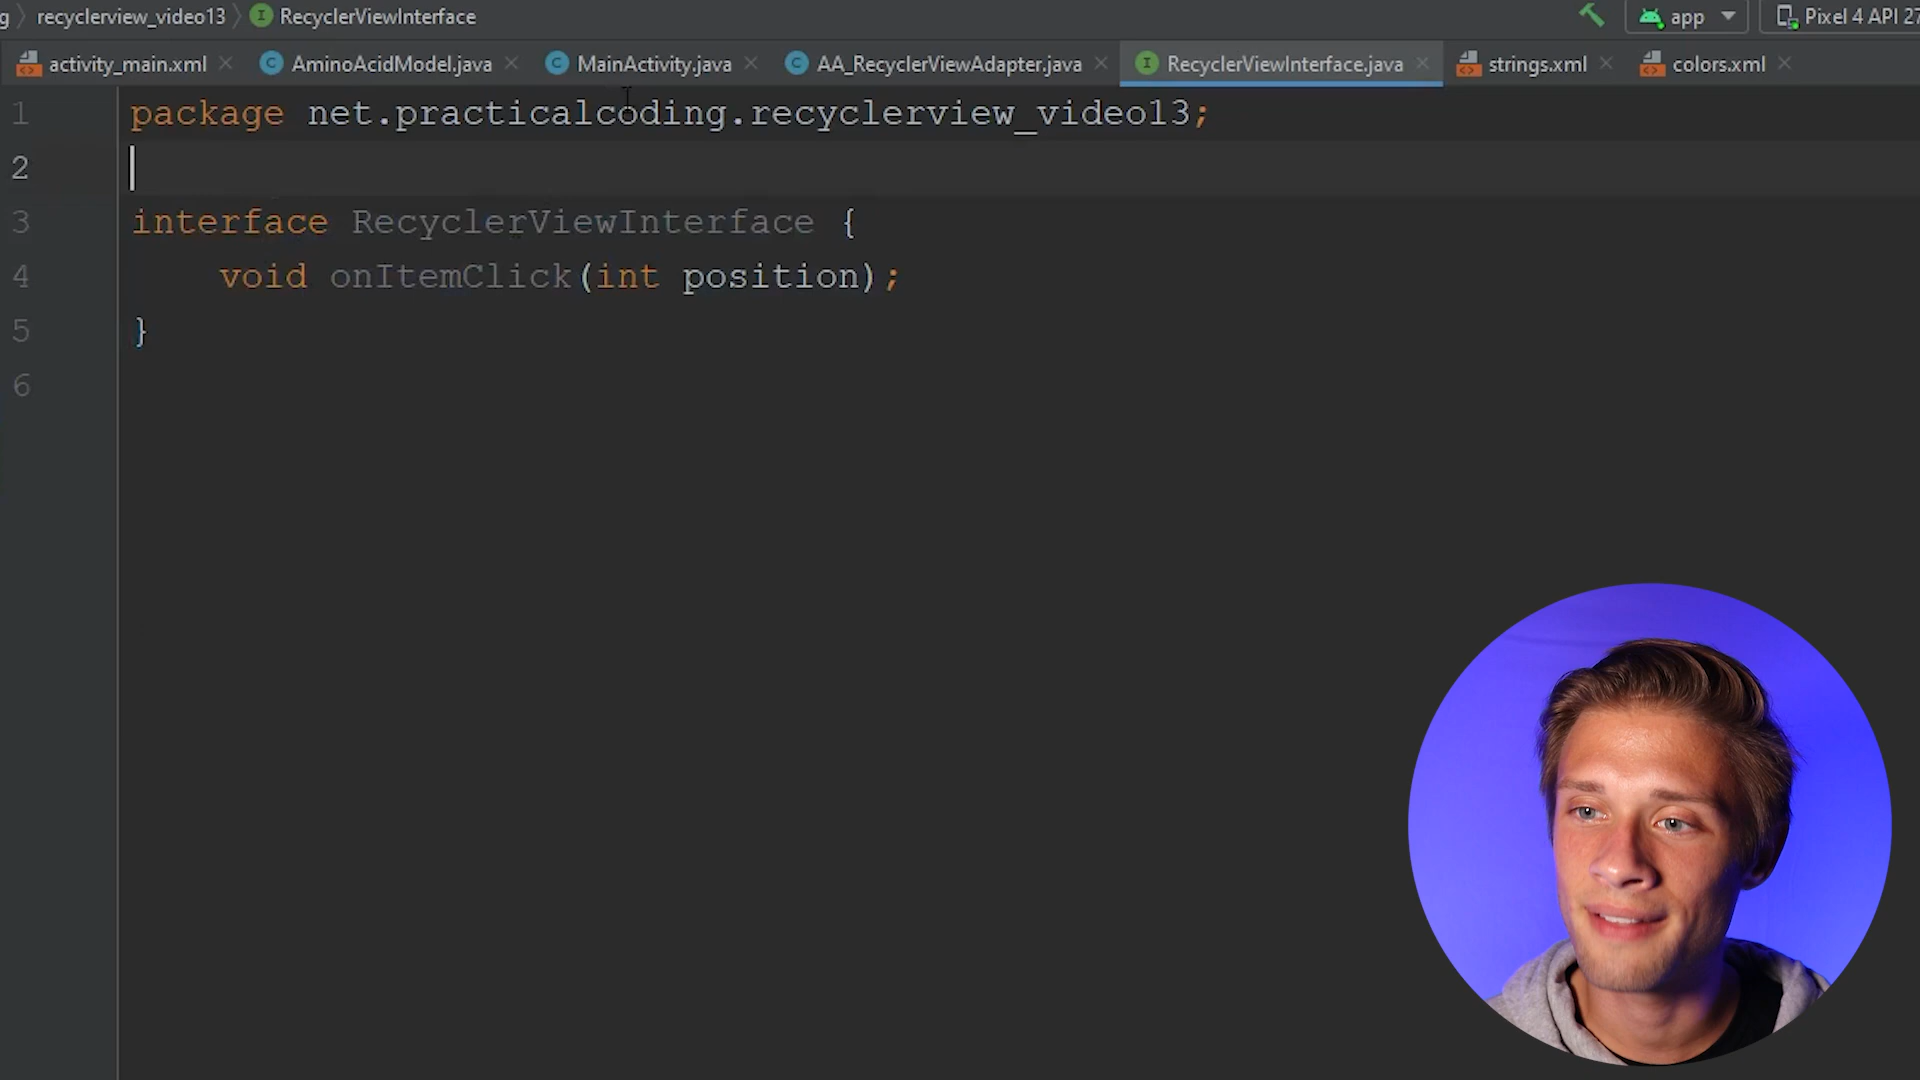 g recyclerview_video13 I RecyclerViewInterface app Pixel 4 API 27
activity_main.xml C AminoAcidModel.java C MainActivity.java C AA_RecyclerViewAdapter.java I RecyclerViewInterface.java strings.xml colors.xml
1 package net.practicalcoding.recyclerview_video13;
2
3 interface RecyclerViewInterface {
4 void onItemClick(int position);
5 }
6